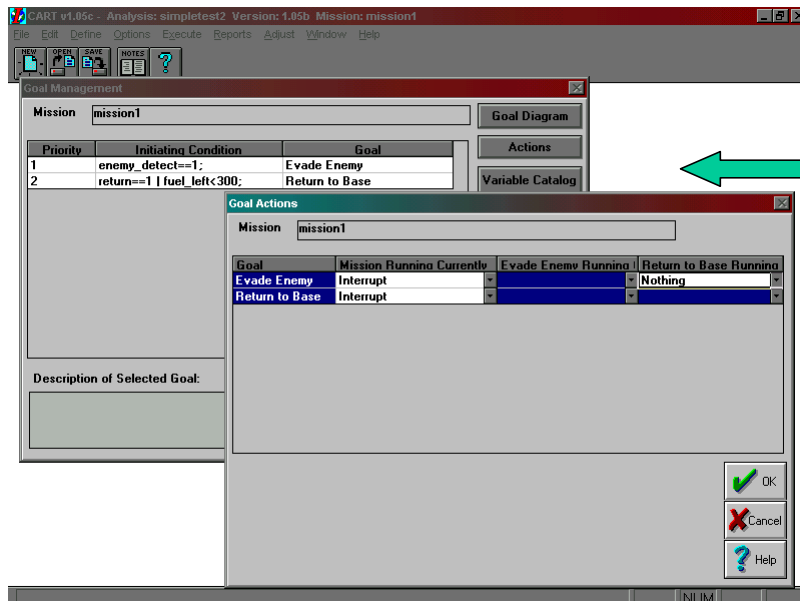 CART v1.05c - Analysis: simpletest2 Version: 1.05b Mission: mission1
File Edit Define Options Execute Reports Adjust Window Help
NEW OPEN SAVE NOTES
Goal Management
Mission mission1 Goal Diagram
Actions
Priority Initiating Condition Goal
1 enemy_detect==1; Evade Enemy
2 return==1 | fuel_left<300; Return to Base Variable Catalog
Goal Actions
Mission mission1
Goal Mission Running Currently Evade Enemy Running Return to Base Running
Evade Enemy Interrupt Nothing
Return to Base Interrupt
Description of Selected Goal:
OK
Cancel
Help
NUM